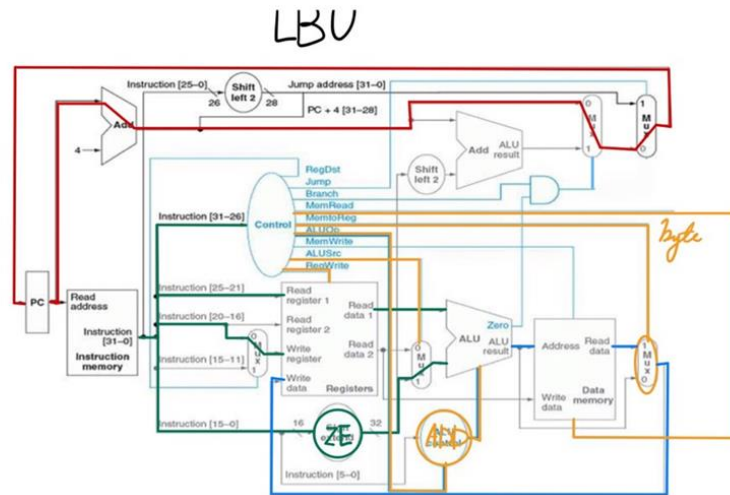 LBU
Instruction [25–0]
Shift
left 2
Jump address [31–0]
26
28
PC + 4 [31–28]
Add
4
0
M
u
x
1
1
M
u
x
0
Add
ALU
result
Shift
left 2
RegDst
Jump
Branch
MemRead
MemtoReg
ALUOp
MemWrite
ALUSrc
RegWrite
Control
Instruction [31–26]
byte
PC
Read
address
Instruction
[31–0]
Instruction
memory
Instruction [25–21]
Instruction [20–16]
Instruction [15–11]
0
M
u
x
1
Read
register 1
Read
register 2
Write
register
Write
data
Read
data 1
Read
data 2
Registers
0
M
u
x
1
Zero
ALU
ALU
result
Address
Read
data
Write
data
Data
memory
1
M
u
x
0
Instruction [15–0]
16
ZE
32
Instruction [5–0]